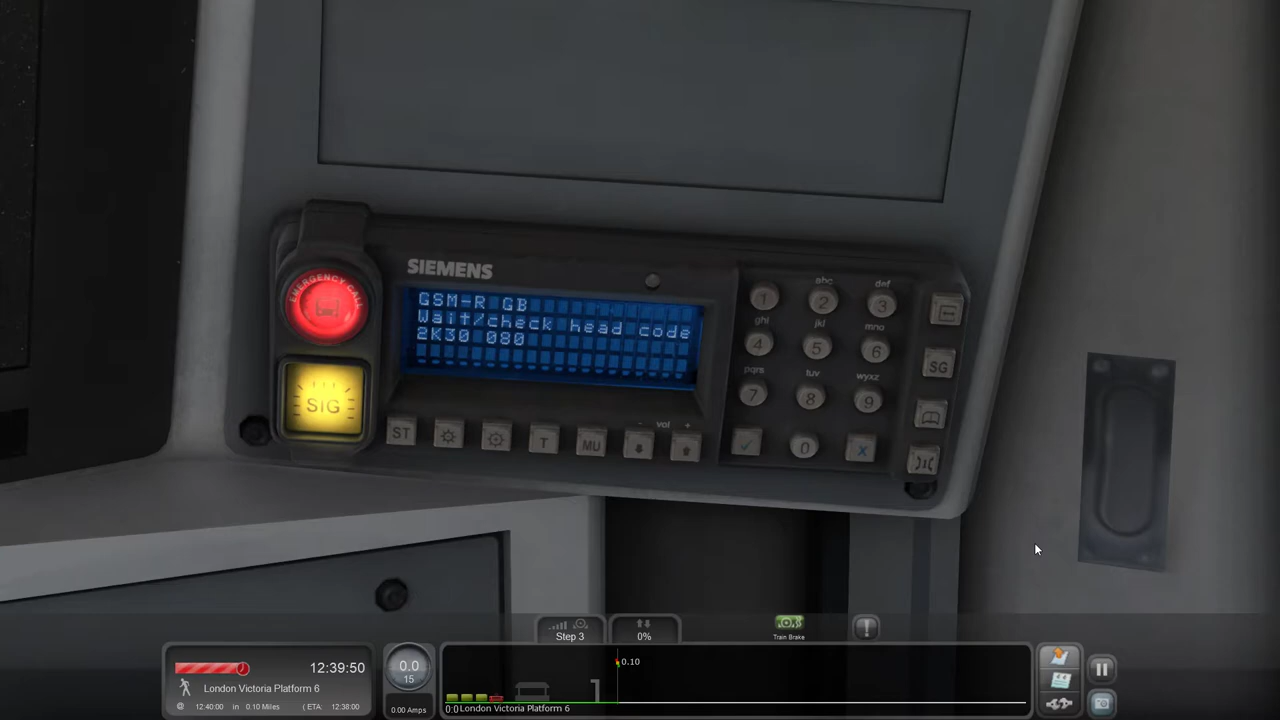 SIEMENS
EMERGENCY CALL
GSM-R GB
Wait/check head code
2K30 080
SIG
ST
T
MU
- vol +
1
abc
2
def
3
ghi
4
jkl
5
mno
6
pqrs
7
tuv
8
wxyz
9
0
X
SG
Step 3
0%
Train Brake
!
12:39:50
London Victoria Platform 6
@ 12:40:00 in 0.10 Miles ( ETA: 12:38:00
0.0
15
0.00 Amps
0.10
1
0:0London Victoria Platform 6